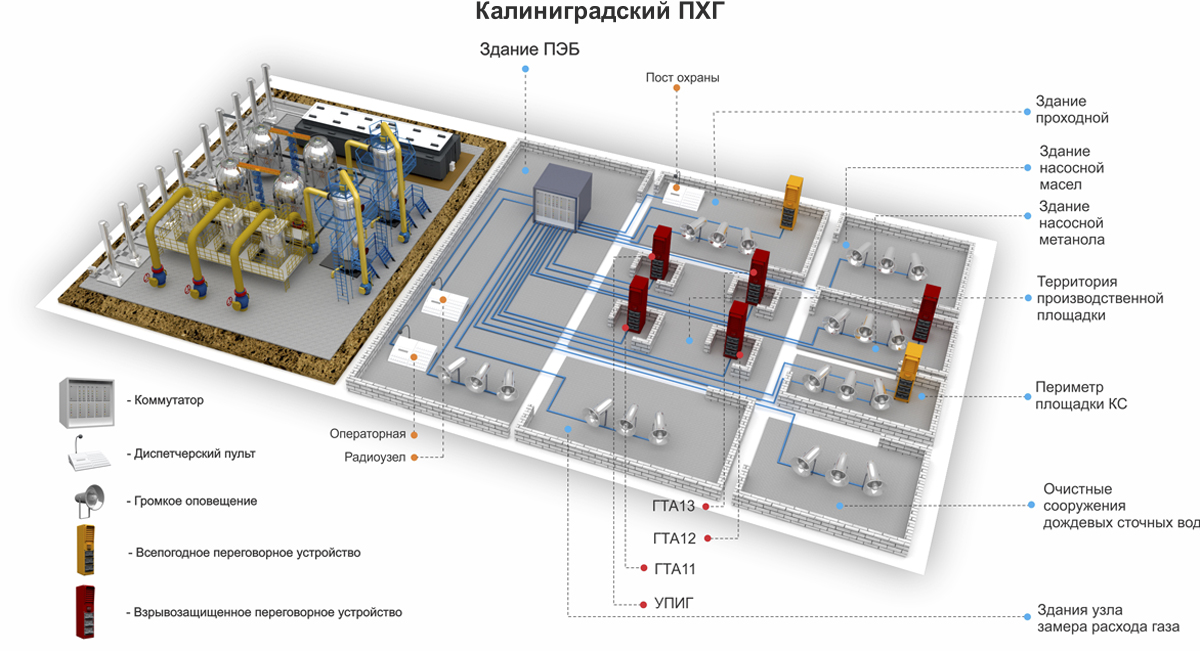 Калининградский ПХГ
Здание ПЭБ
Пост охраны
Здание
проходной
Здание
насосной
масел
Здание
насосной
метанола
Территория
производственной
площадки
Периметр
площадки КС
Очистные
сооружения
дождевых сточных вод
Здания узла
замера расхода газа
- Коммутатор
- Диспетчерский пульт
- Громкое оповещение
- Всепогодное переговорное устройство
- Взрывозащищенное переговорное устройство
Операторная
Радиоузел
ГТА13
ГТА12
ГТА11
УПИГ